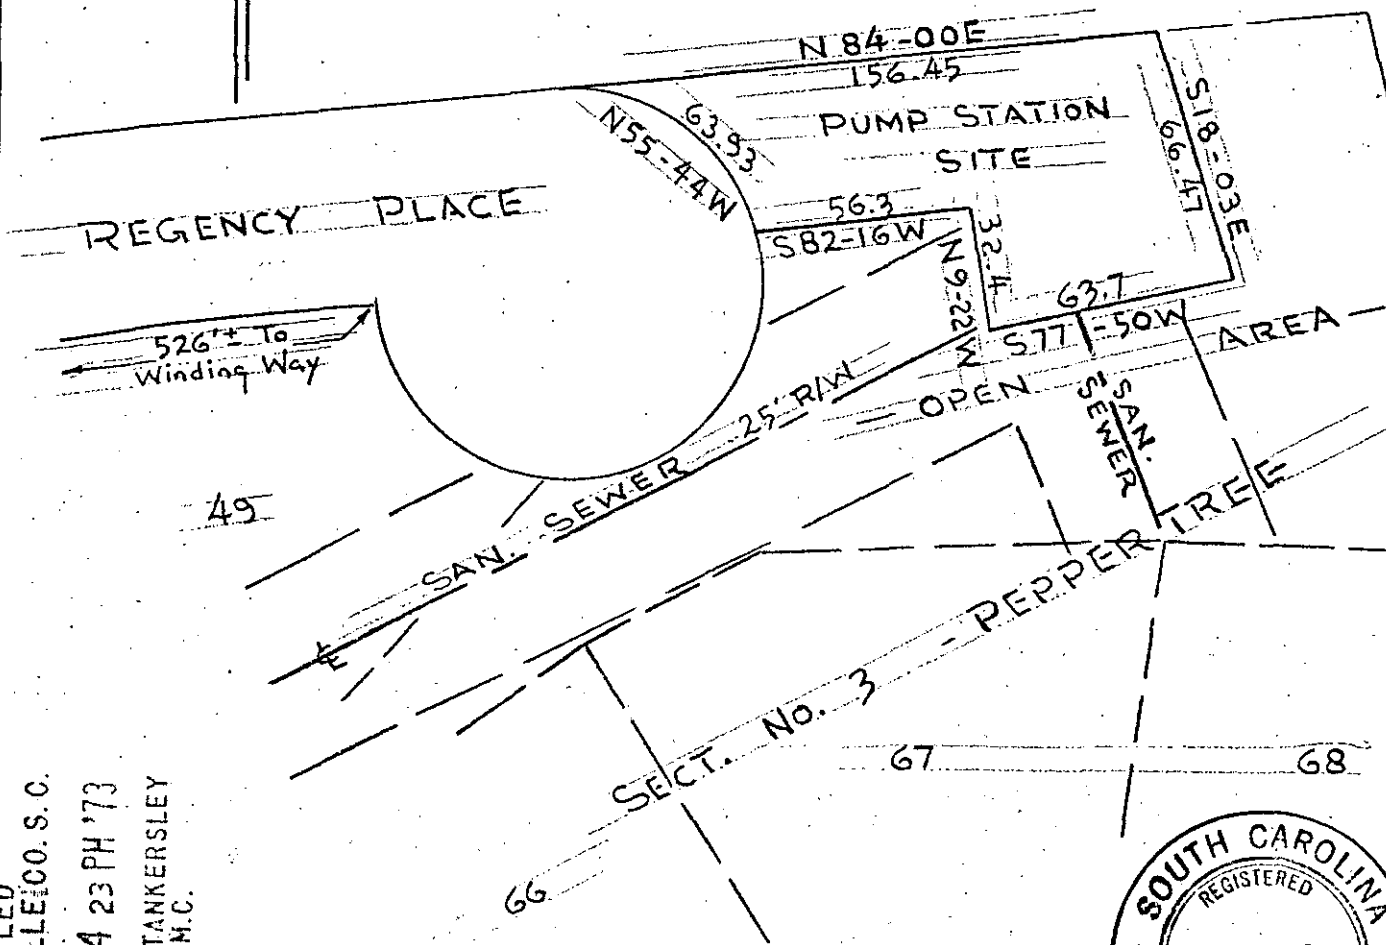 N 84-00E
156.45
PUMP STATION
SITE
S18-03E
66.47
63.93
N55-44W
REGENCY PLACE
56.3
S82-16W
32.4
N9-22W
63.7
S77-50W
526'± To
Winding Way
OPEN AREA
25' R/W
SAN. SEWER
SAN.
SEWER
49
SECT. No. 3 - PEPPER TREE
67
68
66
LLE CO. S. C.
4 23 PM '73
TANKERSLEY
M.C.
SOUTH CAROLINA
REGISTERED